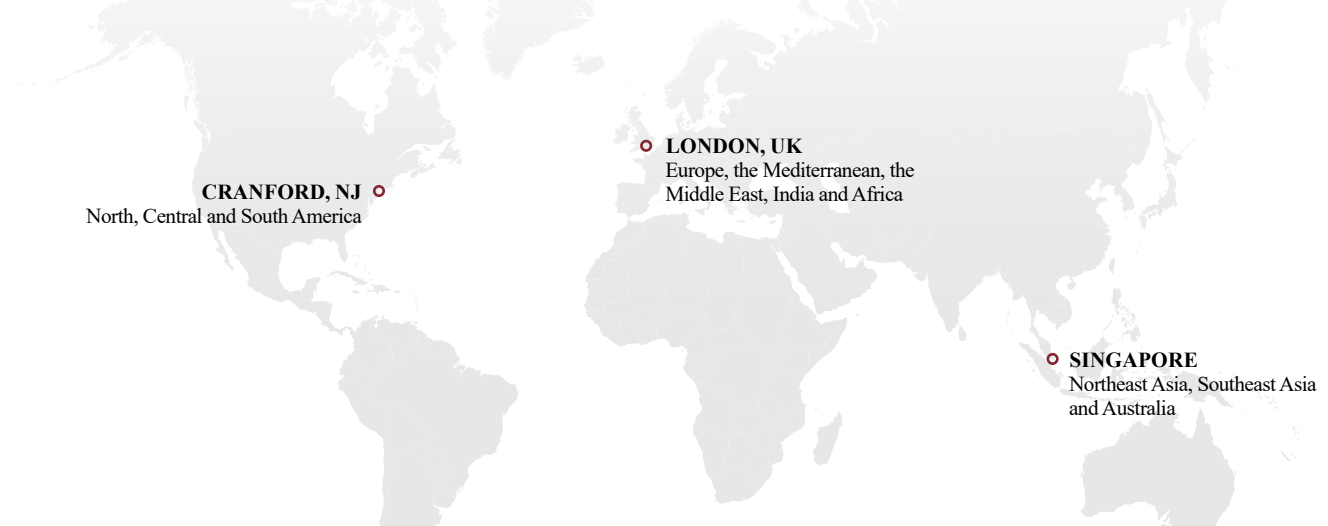 LONDON, UK
Europe, the Mediterranean, the
Middle East, India and Africa
CRANFORD, NJ
North, Central and South America
SINGAPORE
Northeast Asia, Southeast Asia
and Australia